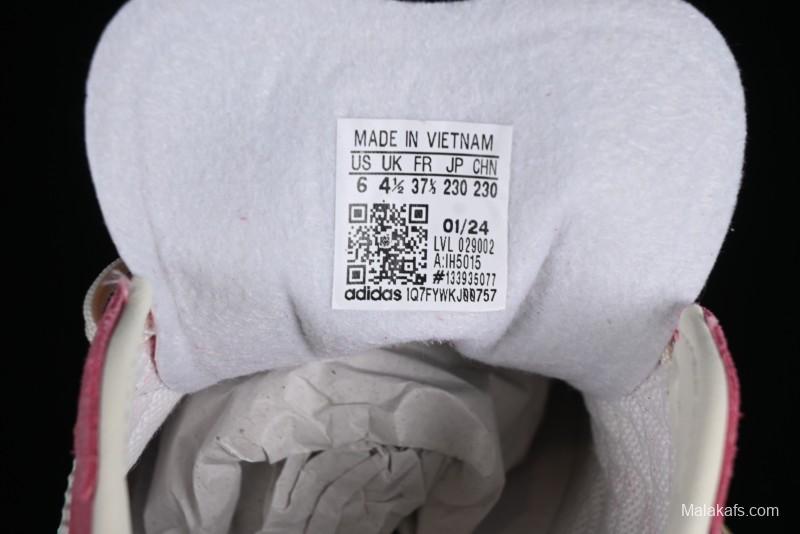 MADE IN VIETNAM
US UK FR JP CHN
6 4½ 37⅓ 230 230
01/24
LVL 029002
A:IH5015
#133935077
adidas 1Q7FYWKJ00757
Malakafs.com